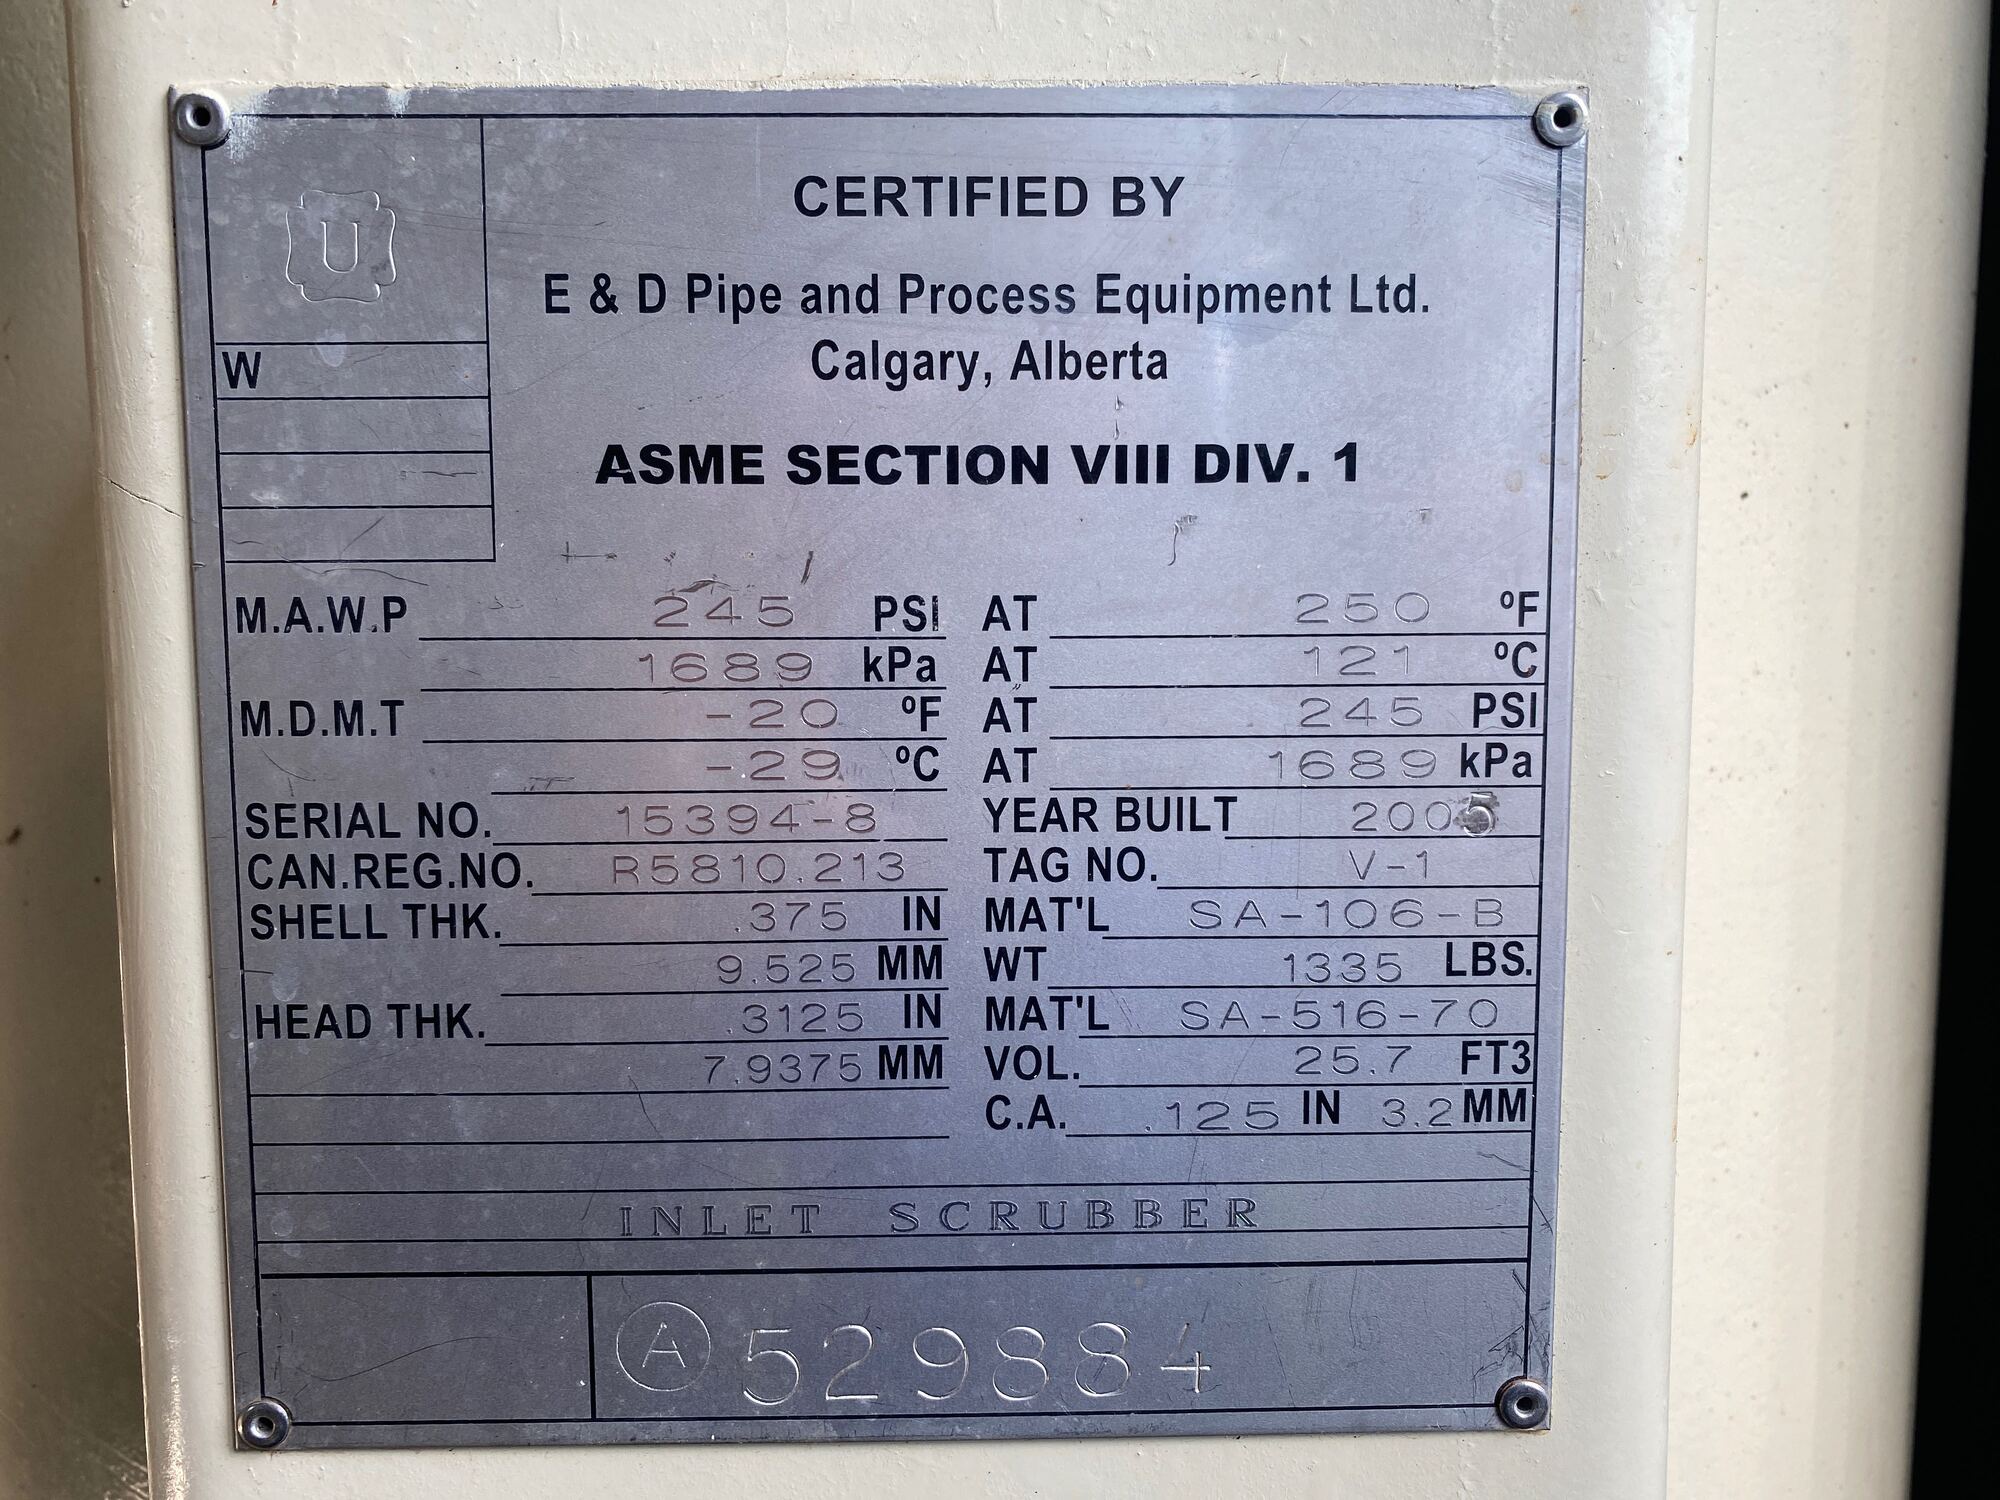 U
CERTIFIED BY
E & D Pipe and Process Equipment Ltd.
W
Calgary, Alberta
ASME SECTION VIII DIV. 1
M.A.W.P 245 PSI AT 250 ºF
1689 kPa AT 121 ºC
M.D.M.T -20 ºF AT 245 PSI
-29 ºC AT 1689 kPa
SERIAL NO. 15394-8 YEAR BUILT 2005
CAN.REG.NO. R5810.213 TAG NO. V-1
SHELL THK. .375 IN MAT'L SA-106-B
9.525 MM WT 1335 LBS.
HEAD THK. .3125 IN MAT'L SA-516-70
7.9375 MM VOL. 25.7 FT3
C.A. .125 IN 3.2 MM
INLET SCRUBBER
A 529884